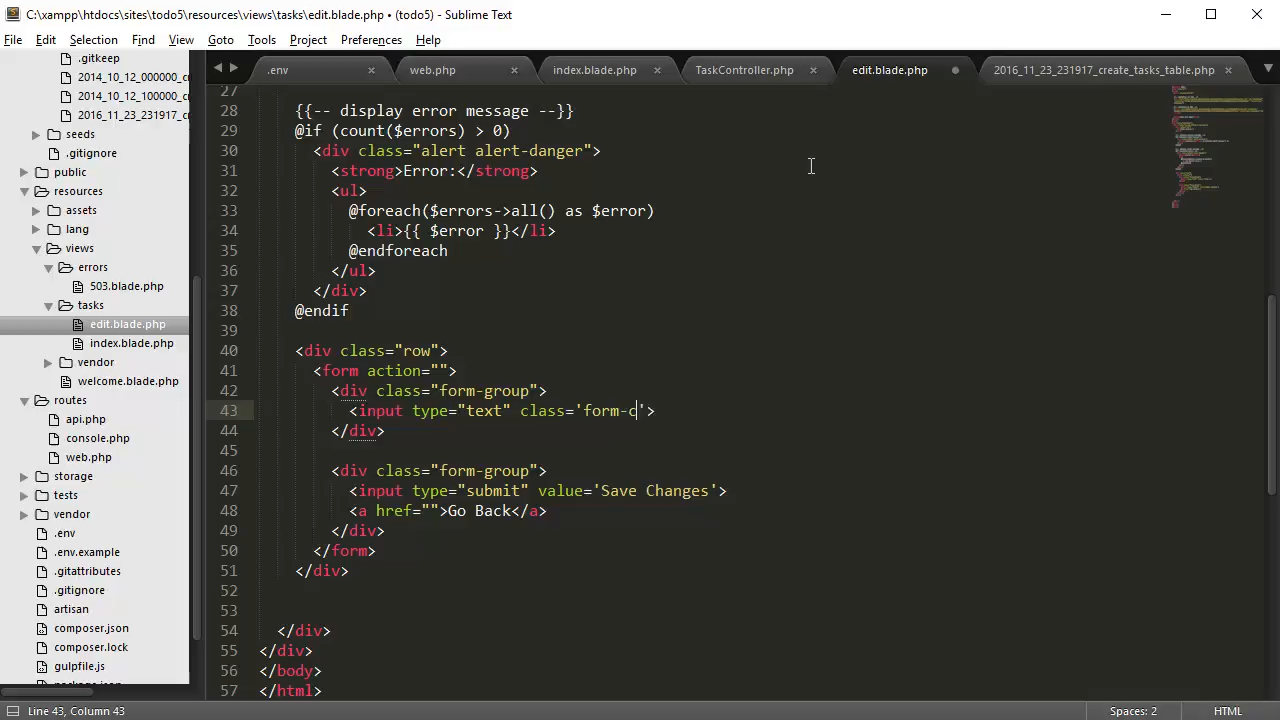 C:\xampp\htdocs\sites\todo5\resources\views\tasks\edit.blade.php • (todo5) - Sublime Text
File Edit Selection Find View Goto Tools Project Preferences Help
.env × web.php × index.blade.php × TaskController.php × edit.blade.php 2016_11_23_231917_create_tasks_table.php ×
.gitkeep
2014_10_12_000000_cr
2014_10_12_100000_cr
2016_11_23_231917_cr
seeds
.gitignore
public
resources
assets
lang
views
errors
503.blade.php
tasks
edit.blade.php
index.blade.php
vendor
welcome.blade.php
routes
api.php
console.php
web.php
storage
tests
vendor
.env
.env.example
.gitattributes
.gitignore
artisan
composer.json
composer.lock
gulpfile.js
package.json
27
28 {{-- display error message --}}
29 @if (count($errors) > 0)
30 <div class="alert alert-danger">
31 <strong>Error:</strong>
32 <ul>
33 @foreach($errors->all() as $error)
34 <li>{{ $error }}</li>
35 @endforeach
36 </ul>
37 </div>
38 @endif
39
40 <div class="row">
41 <form action="">
42 <div class="form-group">
43 <input type="text" class='form-c'>
44 </div>
45
46 <div class="form-group">
47 <input type="submit" value='Save Changes'>
48 <a href="">Go Back</a>
49 </div>
50 </form>
51 </div>
52
53
54 </div>
55 </div>
56 </body>
57 </html>
Line 43, Column 43 Spaces: 2 HTML